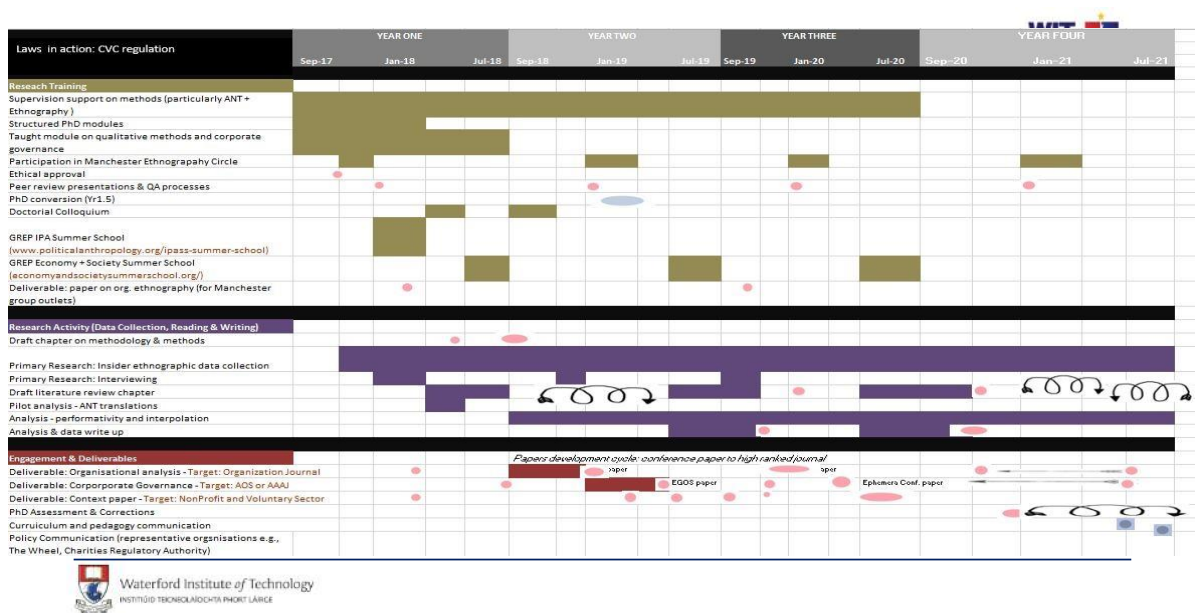 WIT
Laws in action: CVC regulation
YEAR ONE YEAR TWO YEAR THREE YEAR FOUR
Sep-17 Jan-18 Jul-18 Sep-18 Jan-19 Jul-19 Sep-19 Jan-20 Jul-20 Sep-20 Jan-21 Jul-21
Reseach Training
Supervision support on methods (particularly ANT +
Ethnography )
Structured PhD modules
Taught module on qualitative methods and corporate
governance
Participation in Manchester Ethnograpahy Circle
Ethical approval
Peer review presentations & QA processes
PhD conversion (Yr1.5)
Doctorial Colloquium
GREP IPA Summer School
(www.politicalanthropology.org/ipass-summer-school)
GREP Economy + Society Summer School
(economyandsocietysummerschool.org/)
Deliverable: paper on org. ethnography (for Manchester
group outlets)
Research Activity (Data Collection, Reading & Writing)
Draft chapter on methodology & methods
Primary Research: Insider ethnographic data collection
Primary Research: Interviewing
Draft literature review chapter
Pilot analysis - ANT translations
Analysis - performativity and interpolation
Analysis & data write up
Engagement & Deliverables Papers development cycle: conference paper to high ranked journal
Deliverable: Organisational analysis - Target: Organization Journal paper aper
Deliverable: Corporporate Governance - Target: AOS or AAAJ EGOS paper Ephemera Conf. paper
Deliverable: Context paper - Target: NonProfit and Voluntary Sector
PhD Assessment & Corrections
Curruiculum and pedagogy communication
Policy Communication (representative orgsnisations e.g.,
The Wheel, Charities Regulatory Authority)
Waterford Institute of Technology
INSTITIÚID TEICNEOLAÍOCHTA PHORT LÁIRGE